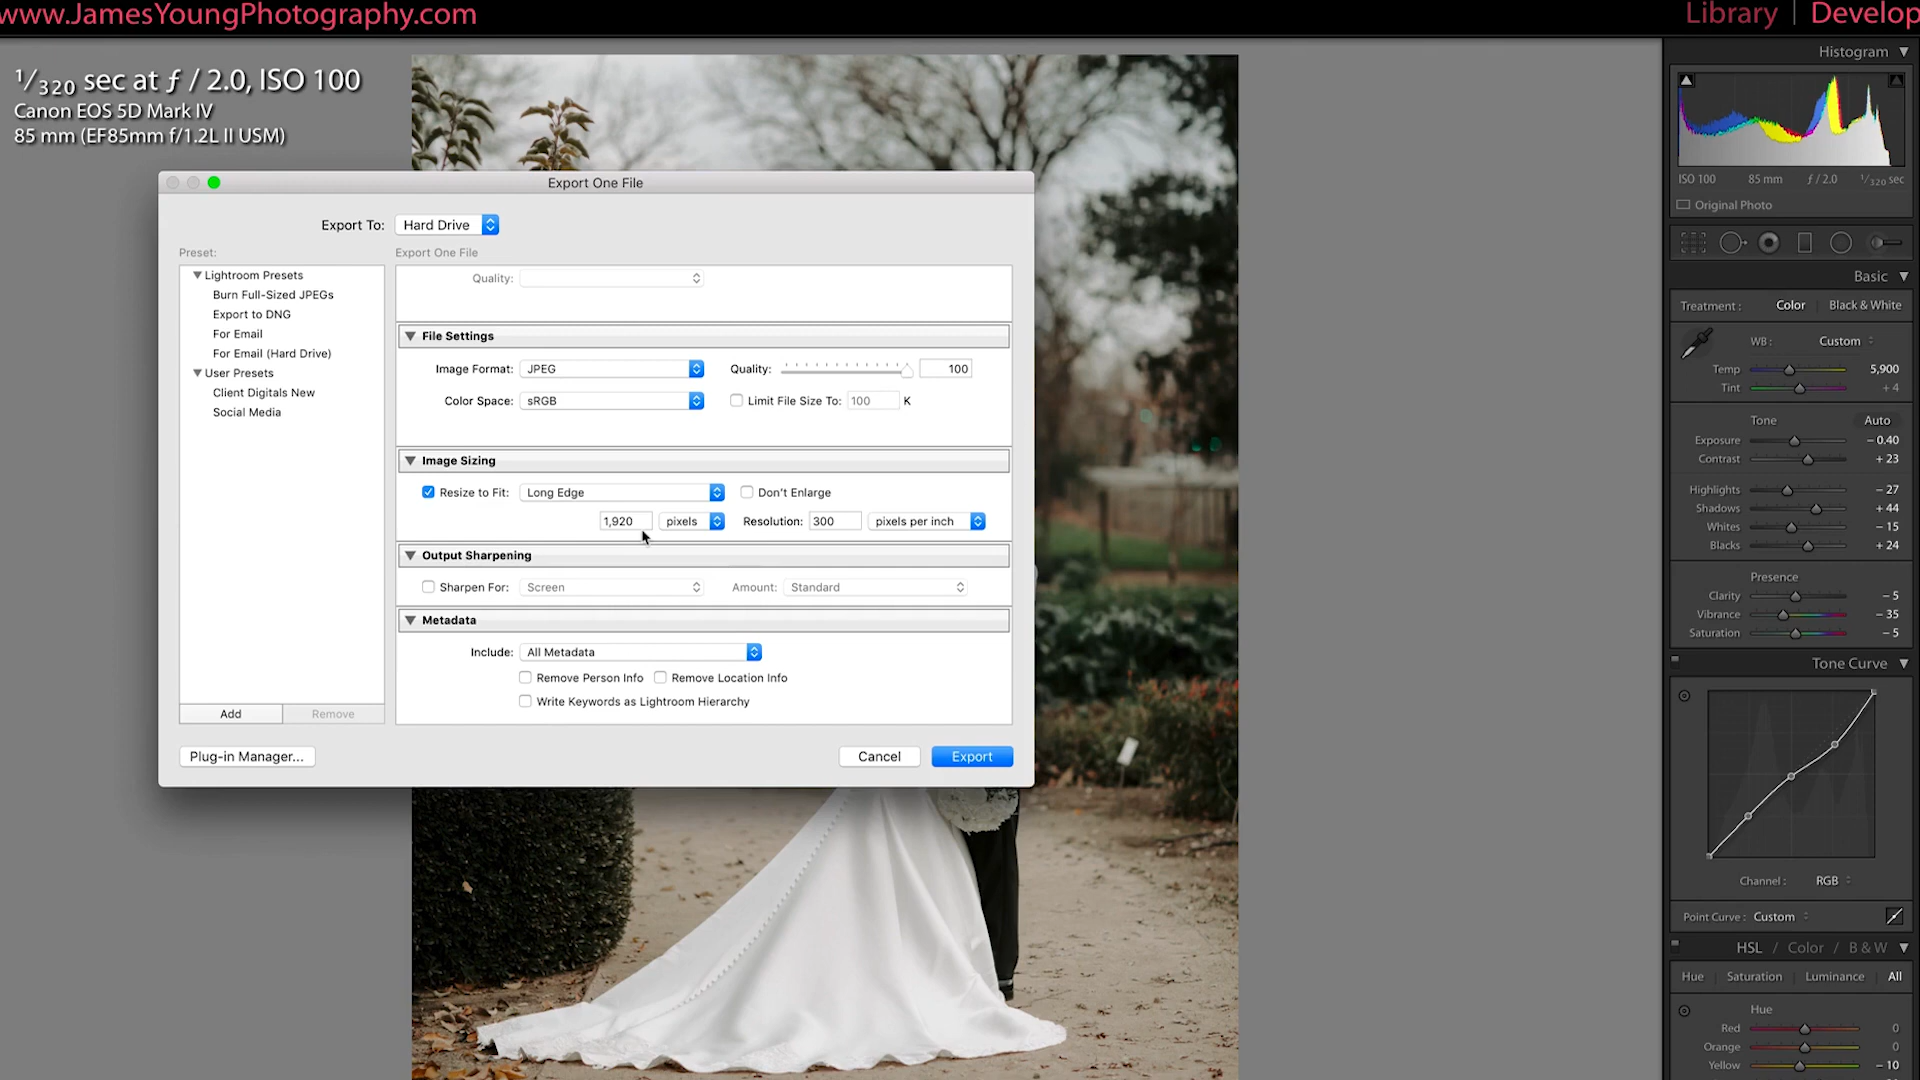 www.JamesYoungPhotography.com
Library | Develop
1/320 sec at ƒ / 2.0, ISO 100
Canon EOS 5D Mark IV
85 mm (EF85mm f/1.2L II USM)
Export One File
Export To: Hard Drive
Preset:
Lightroom Presets
Burn Full-Sized JPEGs
Export to DNG
For Email
For Email (Hard Drive)
User Presets
Client Digitals New
Social Media
Add Remove
Plug-in Manager...
Export One File
Quality:
File Settings
Image Format: JPEG Quality: 100
Color Space: sRGB Limit File Size To: 100 K
Image Sizing
Resize to Fit: Long Edge Don't Enlarge
1,920 pixels Resolution: 300 pixels per inch
Output Sharpening
Sharpen For: Screen Amount: Standard
Metadata
Include: All Metadata
Remove Person Info Remove Location Info
Write Keywords as Lightroom Hierarchy
Cancel Export
Histogram
ISO 100 85 mm ƒ / 2.0 1/320 sec
Original Photo
Basic
Treatment : Color Black & White
WB : Custom
Temp 5,900
Tint + 4
Tone Auto
Exposure – 0.40
Contrast + 23
Highlights – 27
Shadows + 44
Whites – 15
Blacks + 24
Presence
Clarity – 5
Vibrance – 35
Saturation – 5
Tone Curve
Channel : RGB
Point Curve : Custom
HSL / Color / B & W
Hue Saturation Luminance All
Hue
Red 0
Orange 0
Yellow – 10